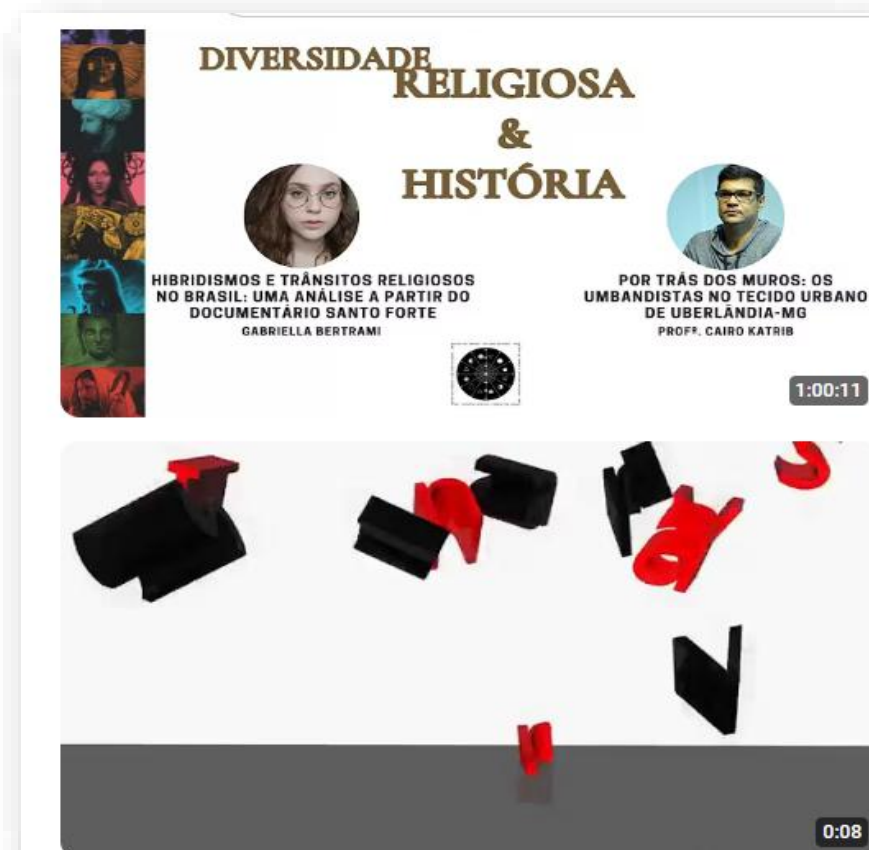 DIVERSIDADE
RELIGIOSA
&
HISTÓRIA
HIBRIDISMOS E TRÂNSITOS RELIGIOSOS
NO BRASIL: UMA ANÁLISE A PARTIR DO
DOCUMENTÁRIO SANTO FORTE
GABRIELLA BERTRAMI
POR TRÁS DOS MUROS: OS
UMBANDISTAS NO TECIDO URBANO
DE UBERLÂNDIA-MG
PROFº. CAIRO KATRIB
1:00:11
0:08